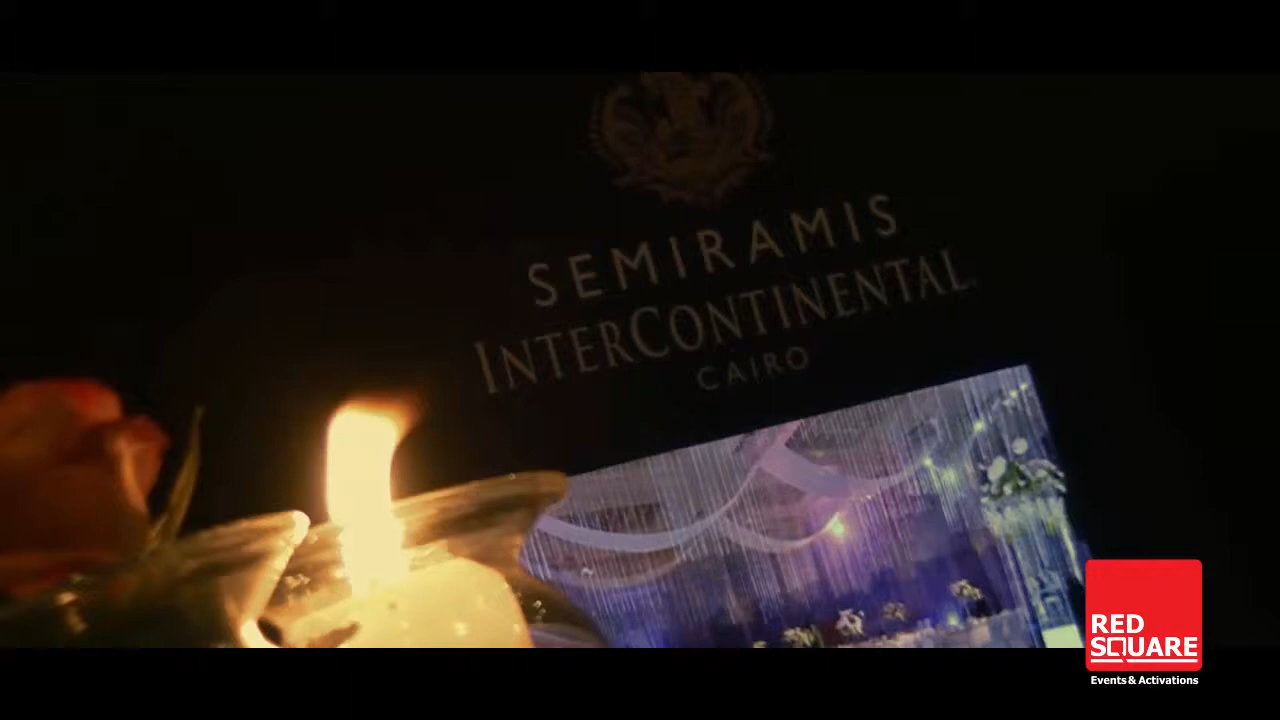 SEMIRAMIS
INTERCONTINENTAL
CAIRO
RED
SQUARE
Events & Activations